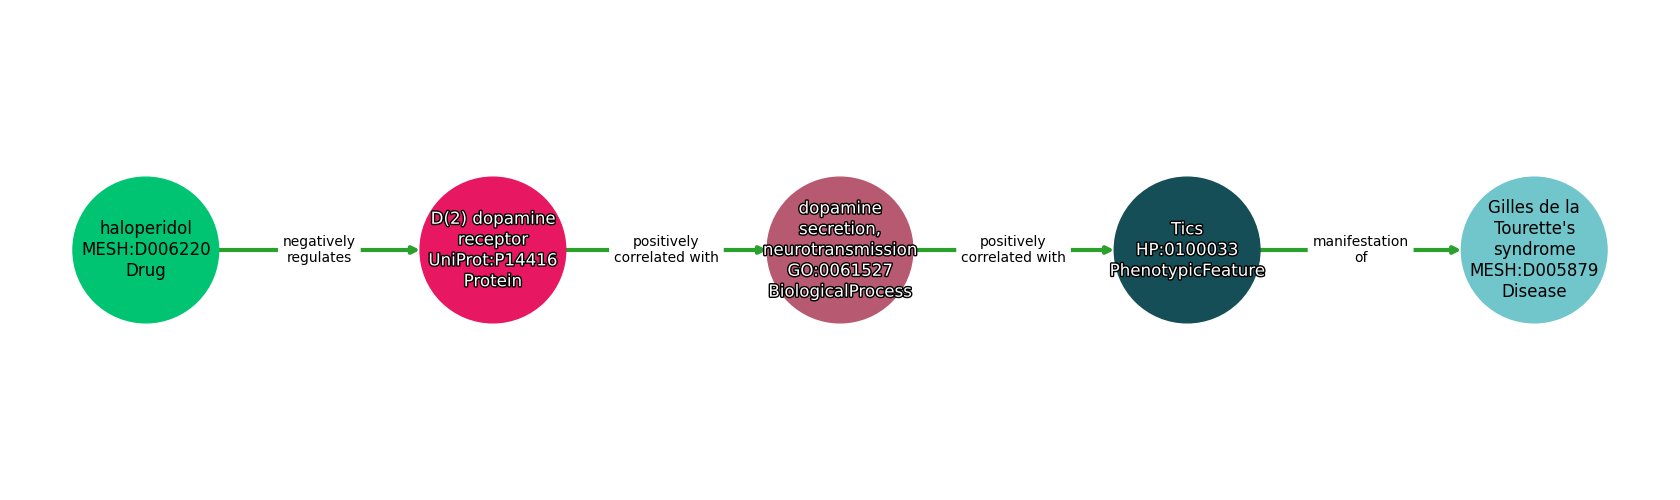 haloperidol
MESH:D006220
Drug
negatively
regulates
D(2) dopamine
receptor
UniProt:P14416
Protein
positively
correlated with
dopamine
secretion,
neurotransmission
GO:0061527
BiologicalProcess
positively
correlated with
Tics
HP:0100033
PhenotypicFeature
manifestation
of
Gilles de la
Tourette's
syndrome
MESH:D005879
Disease